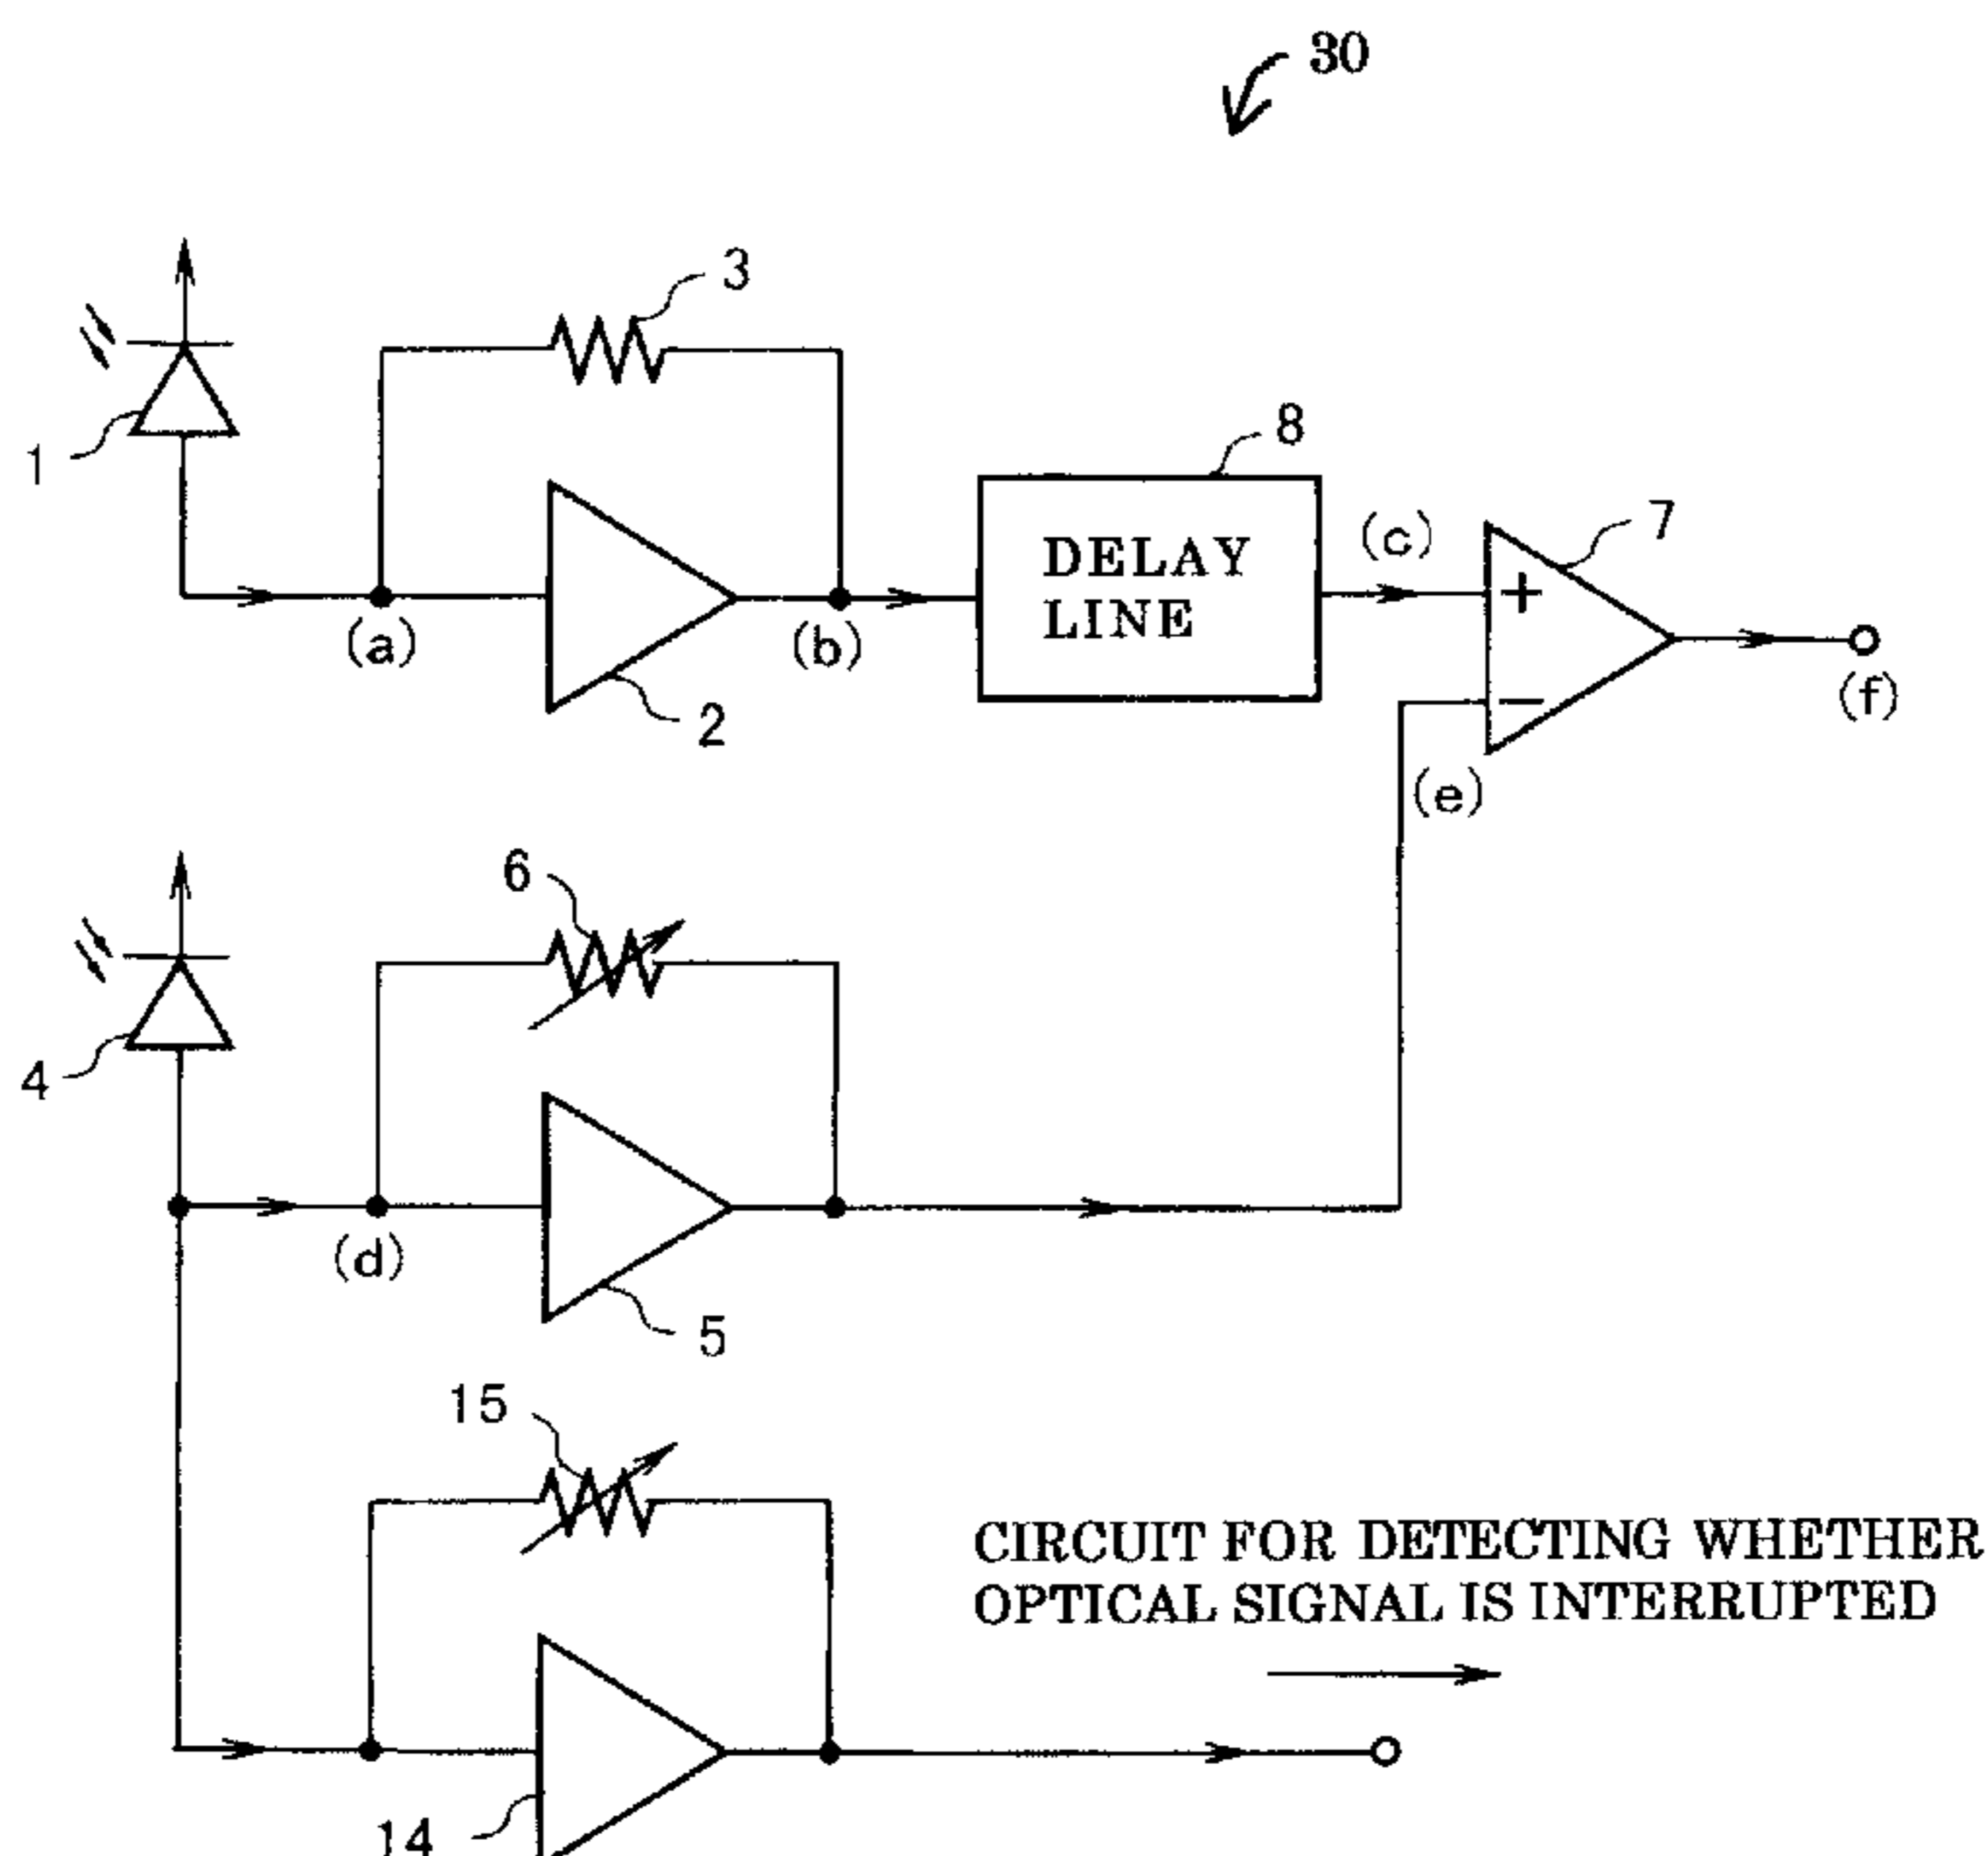 30
3
1
8
DELAY
LINE
(c)
7
+
−
(a)
(b)
2
(f)
(e)
6
4
(d)
5
15
CIRCUIT FOR DETECTING WHETHER
OPTICAL SIGNAL IS INTERRUPTED
14